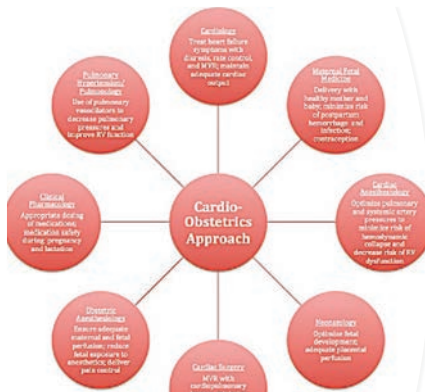 Cardiology
Treat heart failure
symptoms with
diuresis, rate control,
and MVR; maintain
adequate cardiac
output
Maternal Fetal
Medicine
Delivery with
healthy mother and
baby; minimize risk
of postpartum
hemorrhage and
infection;
contraception
Cardiac Anesthesiology
Optimize pulmonary
and systemic artery
pressures to
minimize risk of
hemodynamic
collapse and
decrease risk of RV
dysfunction
Neonatology
Optimize fetal
development;
adequate placental
perfusion
Cardiac Surgery
MVR with
cardiopulmonary
Obstetric
Anesthesiology
Ensure adequate
maternal and fetal
perfusion; reduce
fetal exposure to
anesthetics; deliver
pain control
Clinical
Pharmacology
Appropriate dosing
of medications;
medication safety
during pregnancy
and lactation
Pulmonary
Hypertension/
Pulmonology
Use of pulmonary
vasodilators to
decrease pulmonary
pressures and
improve RV function
Cardio-
Obstetrics
Approach